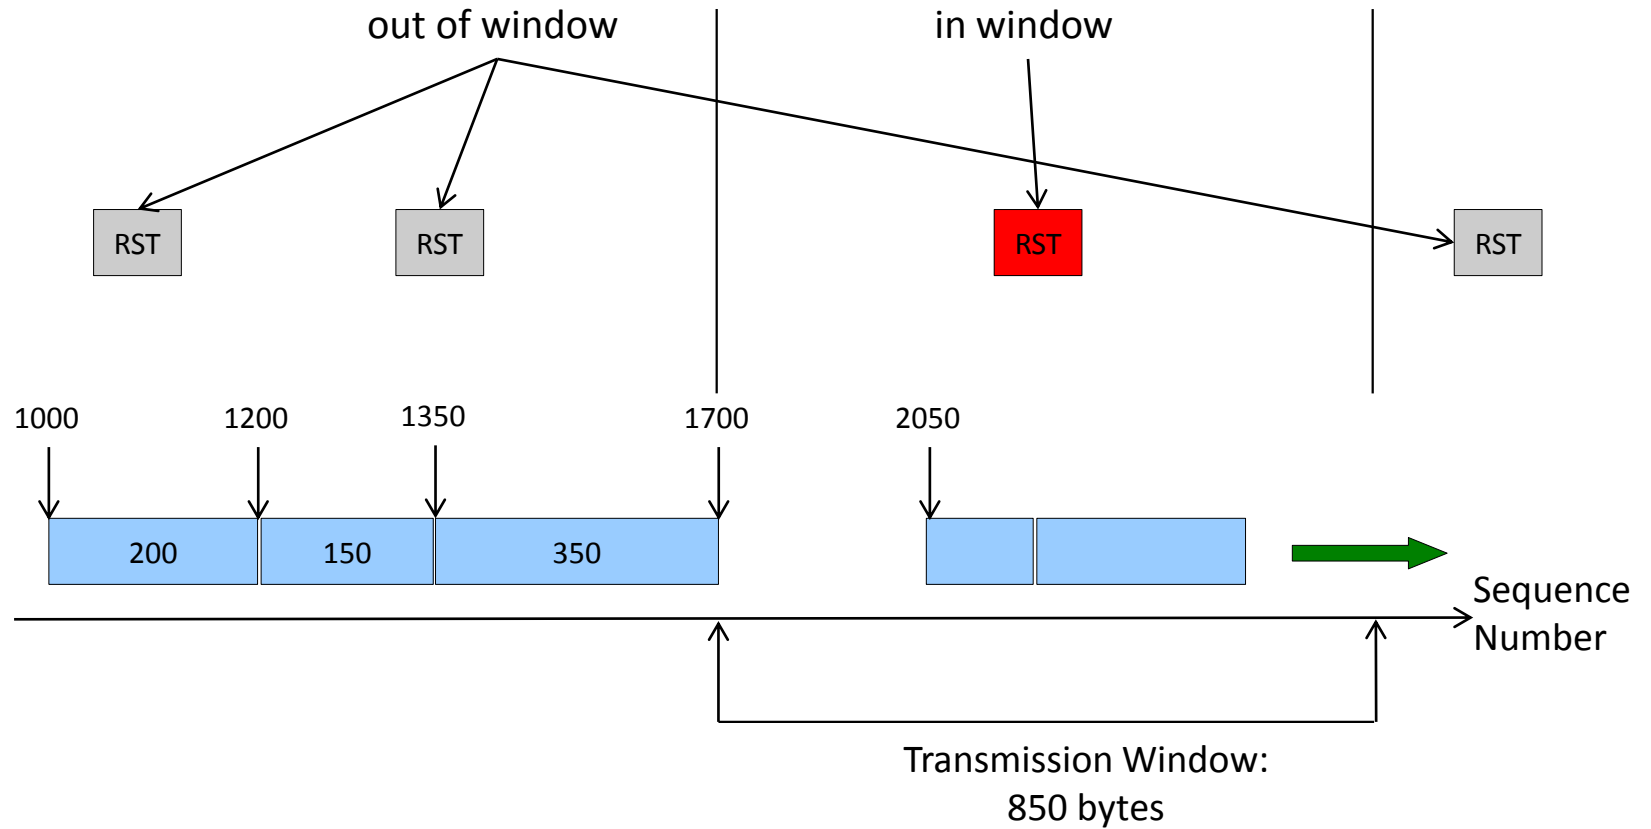 out of window
in window
RST
RST
RST
RST
1000
1200
1350
1700
2050
200
150
350
Sequence
Number
Transmission Window:
850 bytes